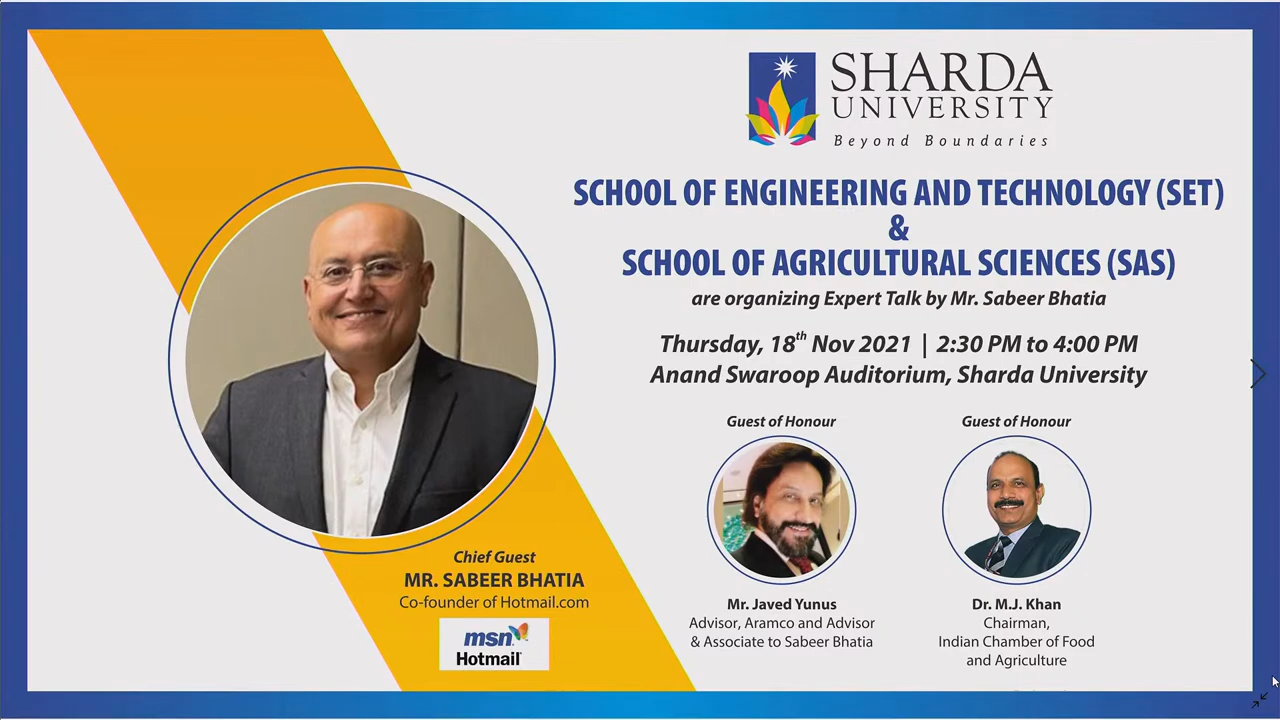 SHARDA
UNIVERSITY
Beyond Boundaries
SCHOOL OF ENGINEERING AND TECHNOLOGY (SET)
&
SCHOOL OF AGRICULTURAL SCIENCES (SAS)
are organizing Expert Talk by Mr. Sabeer Bhatia
Thursday, 18th Nov 2021 | 2:30 PM to 4:00 PM
Anand Swaroop Auditorium, Sharda University
Chief Guest
MR. SABEER BHATIA
Co-founder of Hotmail.com
msn
Hotmail
Guest of Honour
Mr. Javed Yunus
Advisor, Aramco and Advisor
& Associate to Sabeer Bhatia
Guest of Honour
Dr. M.J. Khan
Chairman,
Indian Chamber of Food
and Agriculture